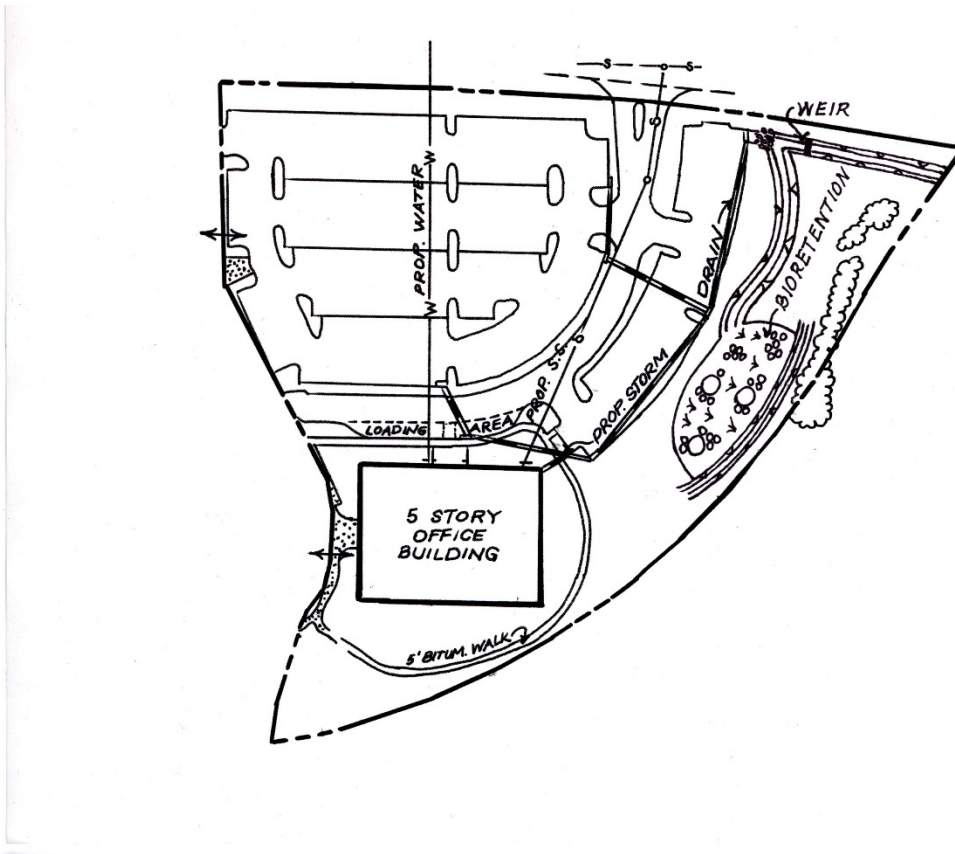 S
S
WEIR
S
W
PROP. WATER
W
DRAIN
BIORETENTION
PROP. S.S.
PROP. STORM
LOADING
AREA
5 STORY
OFFICE
BUILDING
5' BITUM. WALK